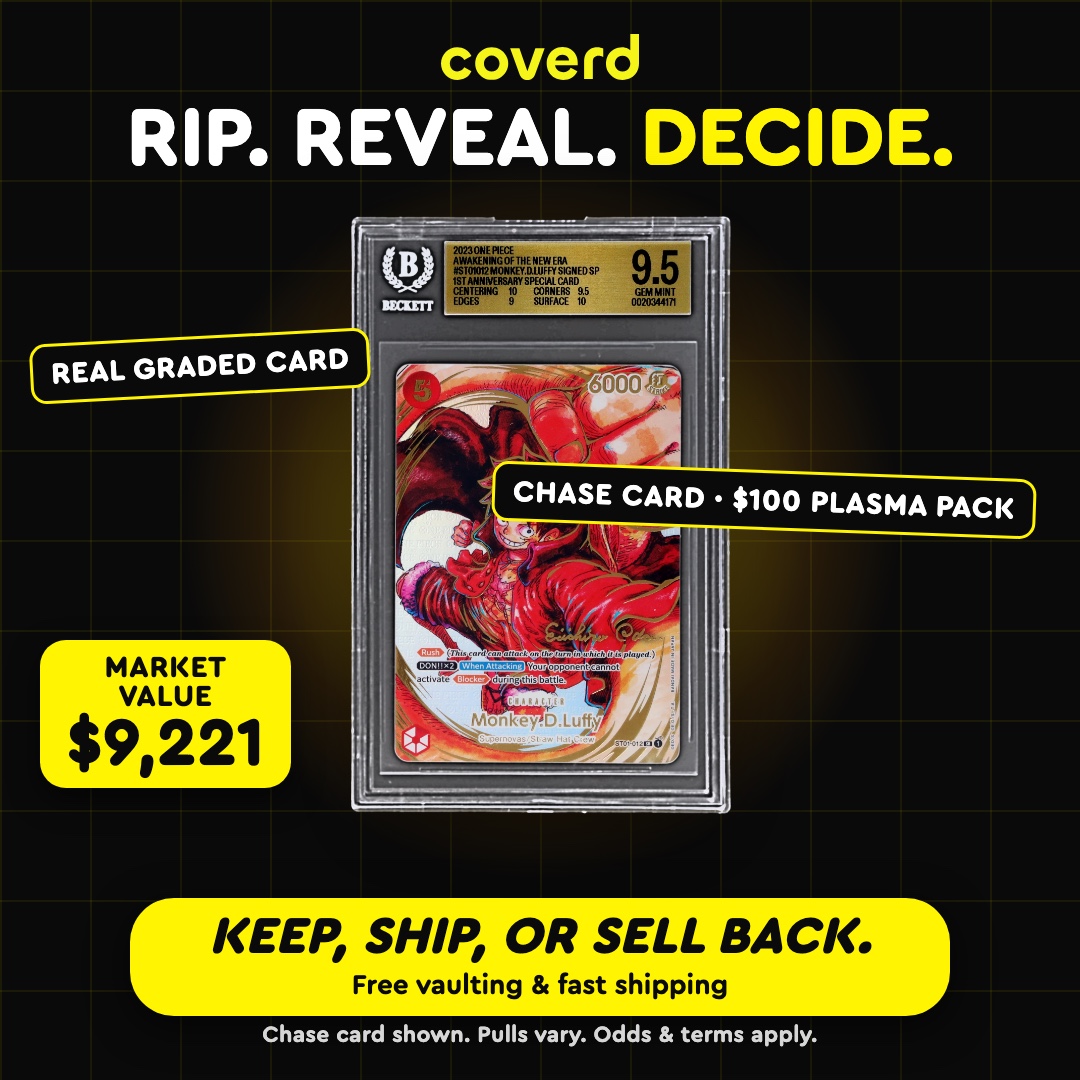 coverd
RIP. REVEAL. DECIDE.
B
BECKETT
2023 ONE PIECE
AWAKENING OF THE NEW ERA
#ST01012 MONKEY.D.LUFFY SIGNED SP
1ST ANNIVERSARY SPECIAL CARD
CENTERING 10 CORNERS 9.5
EDGES 9 SURFACE 10
9.5
GEM MINT
0020344171
REAL GRADED CARD
5
6000
CHASE CARD · $100 PLASMA PACK
Eiichiro Oda
Rush (This card can attack on the turn in which it is played.)
DON!!×2 When Attacking Your opponent cannot
activate Blocker during this battle.
CHARACTER
Monkey.D.Luffy
Supernovas/Straw Hat Crew
ST01-012
1
MARKET
VALUE
$9,221
KEEP, SHIP, OR SELL BACK.
Free vaulting & fast shipping
Chase card shown. Pulls vary. Odds & terms apply.